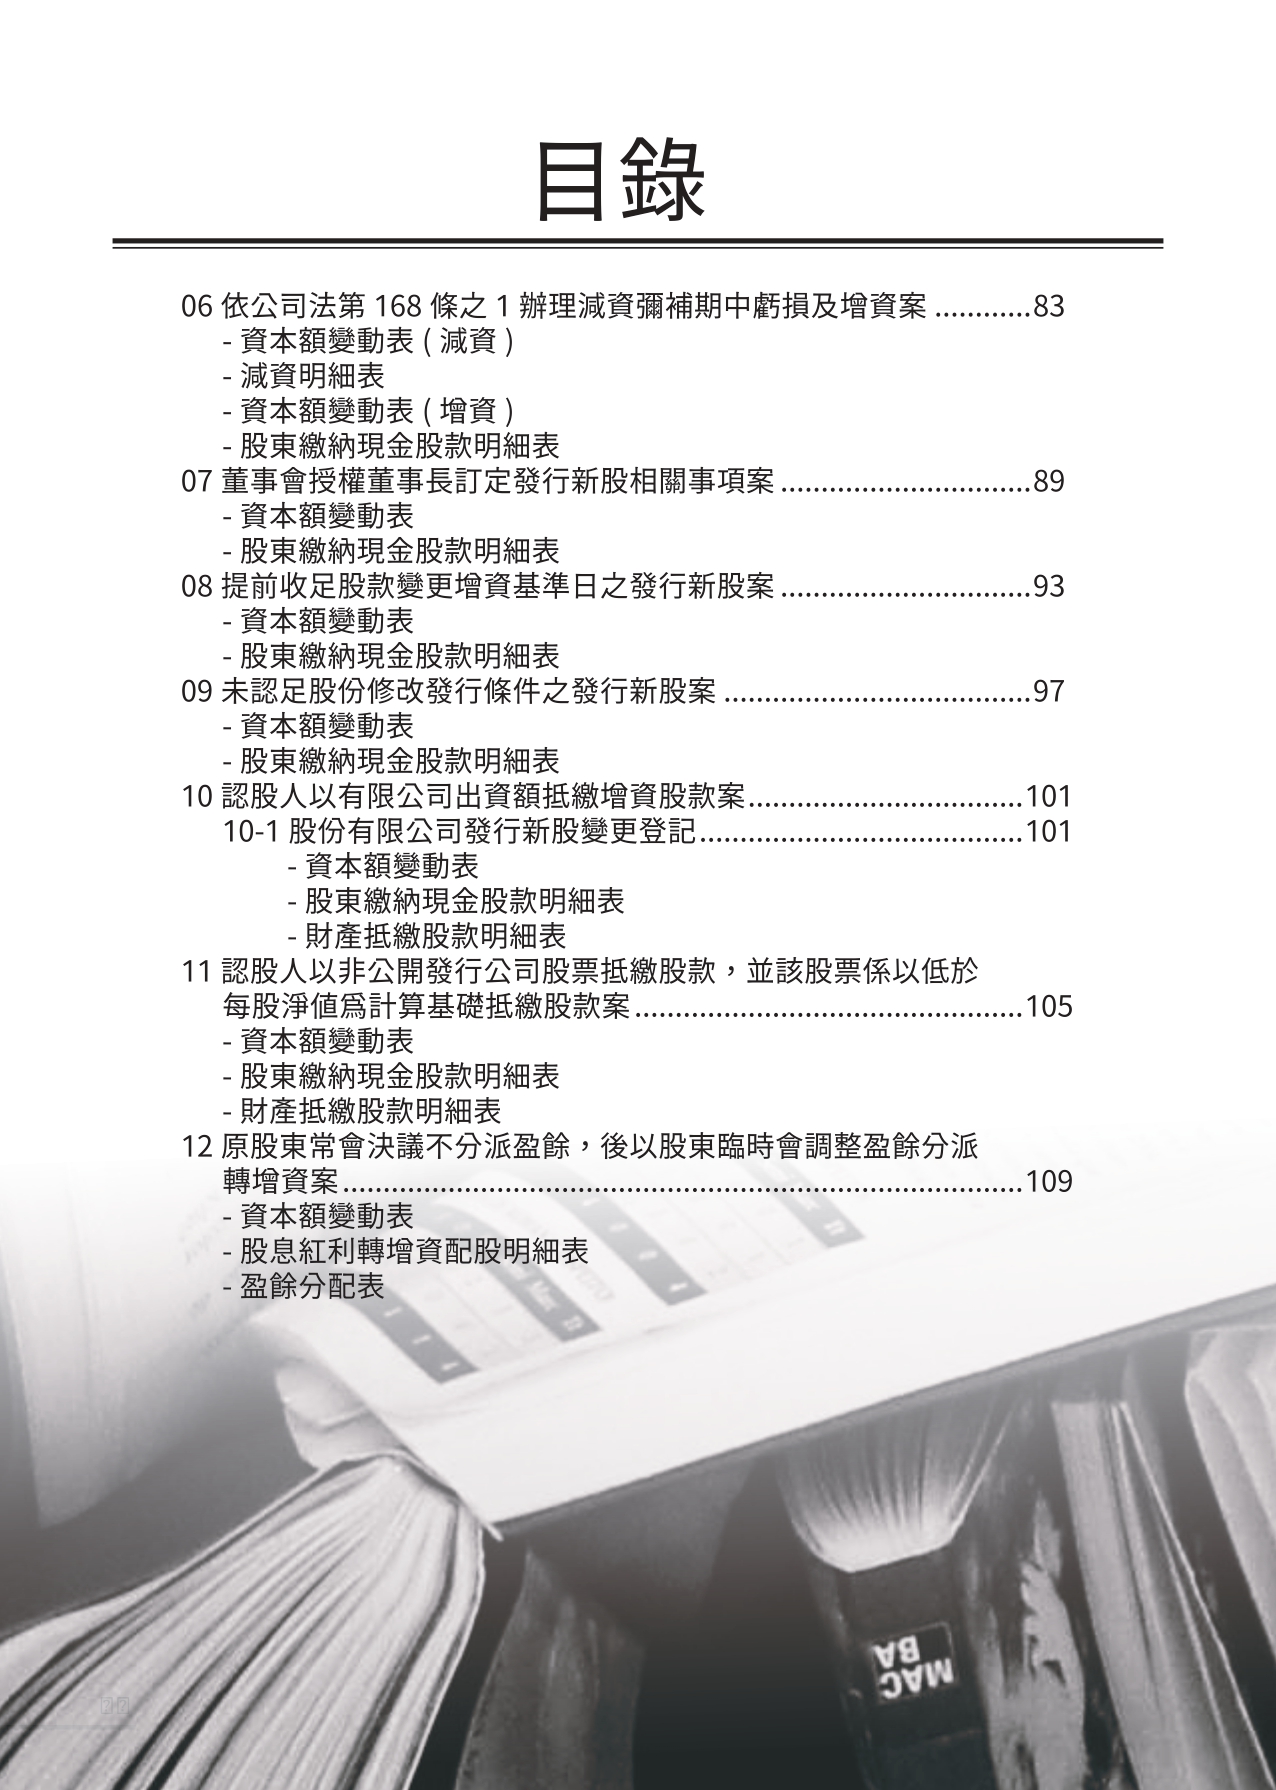 目錄
06 依公司法第 168 條之 1 辦理減資彌補期中虧損及增資案 ............83
- 資本額變動表 ( 減資 )
- 減資明細表
- 資本額變動表 ( 增資 )
- 股東繳納現金股款明細表
07 董事會授權董事長訂定發行新股相關事項案 ...............................89
- 資本額變動表
- 股東繳納現金股款明細表
08 提前收足股款變更增資基準日之發行新股案 ...............................93
- 資本額變動表
- 股東繳納現金股款明細表
09 未認足股份修改發行條件之發行新股案 ......................................97
- 資本額變動表
- 股東繳納現金股款明細表
10 認股人以有限公司出資額抵繳增資股款案..................................101
10-1 股份有限公司發行新股變更登記........................................101
- 資本額變動表
- 股東繳納現金股款明細表
- 財產抵繳股款明細表
11 認股人以非公開發行公司股票抵繳股款，並該股票係以低於
每股淨值為計算基礎抵繳股款案................................................105
- 資本額變動表
- 股東繳納現金股款明細表
- 財產抵繳股款明細表
12 原股東常會決議不分派盈餘，後以股東臨時會調整盈餘分派
轉增資案....................................................................................109
- 資本額變動表
- 股息紅利轉增資配股明細表
- 盈餘分配表
MAC
BA